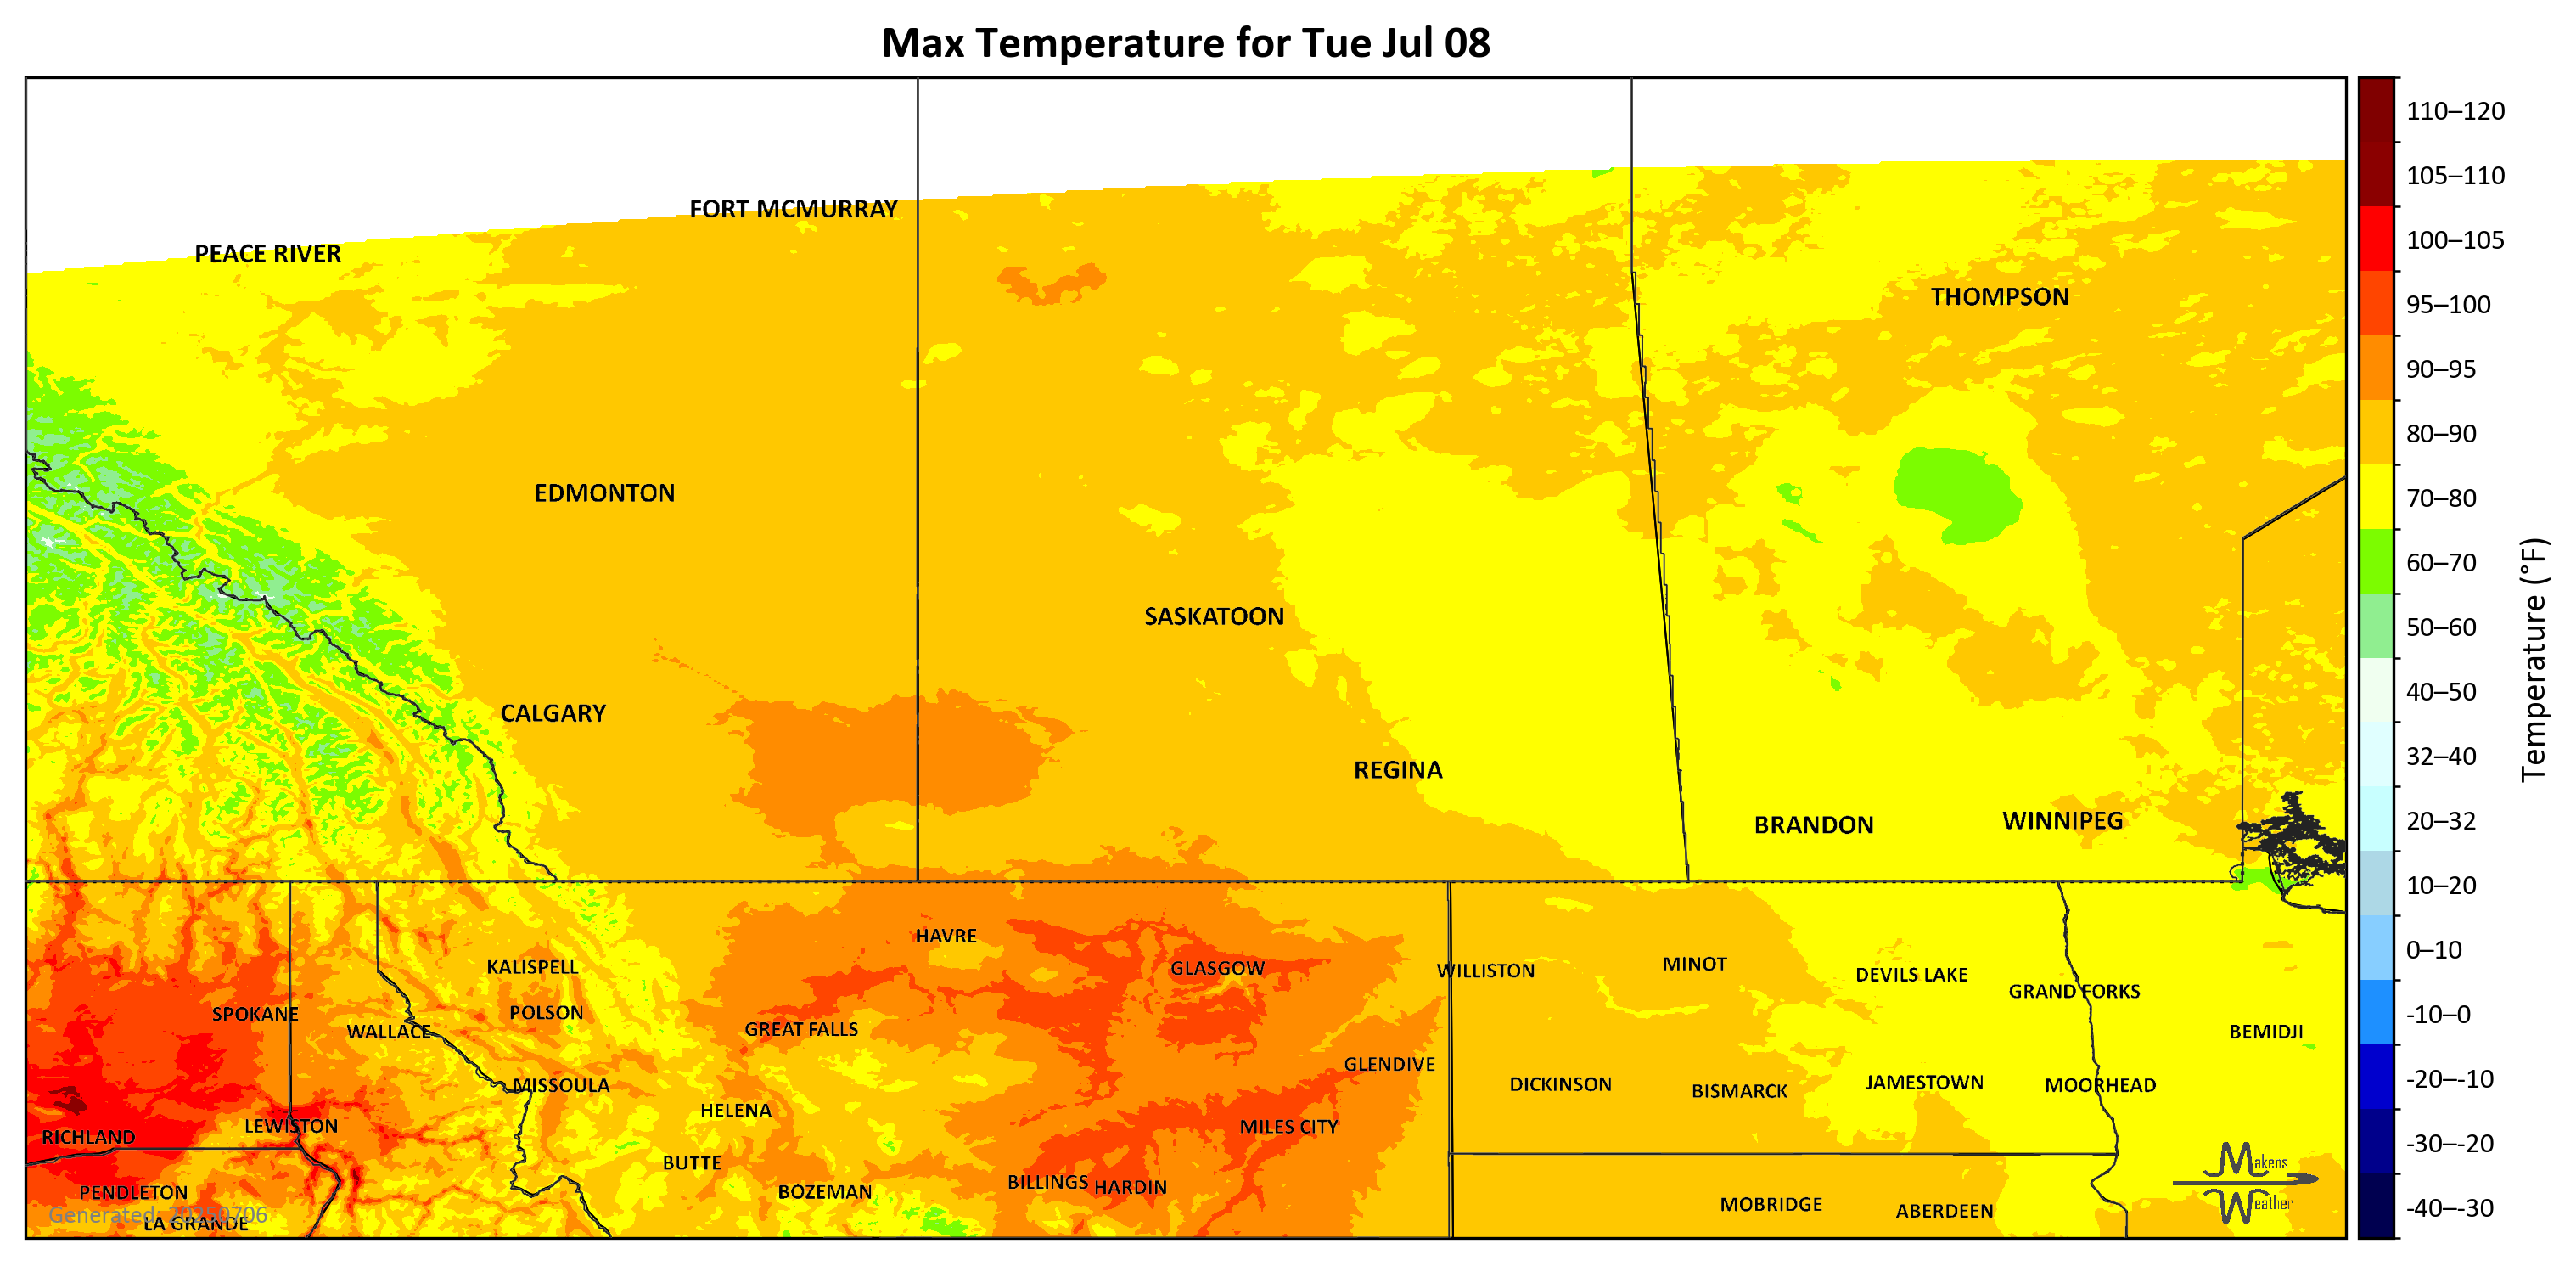 Max Temperature for Tue Jul 08
FORT MCMURRAY
PEACE RIVER
THOMPSON
EDMONTON
SASKATOON
CALGARY
REGINA
BRANDON
WINNIPEG
HAVRE
KALISPELL
GLASGOW
WILLISTON
MINOT
DEVILS LAKE
GRAND FORKS
SPOKANE
POLSON
WALLACE
GREAT FALLS
BEMIDJI
GLENDIVE
MISSOULA
DICKINSON
BISMARCK
JAMESTOWN
MOORHEAD
HELENA
LEWISTON
MILES CITY
RICHLAND
BUTTE
BILLINGS
HARDIN
PENDLETON
BOZEMAN
MOBRIDGE
ABERDEEN
LA GRANDE
Generated: 20250706
Makens
Weather
110–120
105–110
100–105
95–100
90–95
80–90
70–80
60–70
50–60
40–50
32–40
20–32
10–20
0–10
-10–0
-20–-10
-30–-20
-40–-30
Temperature (°F)